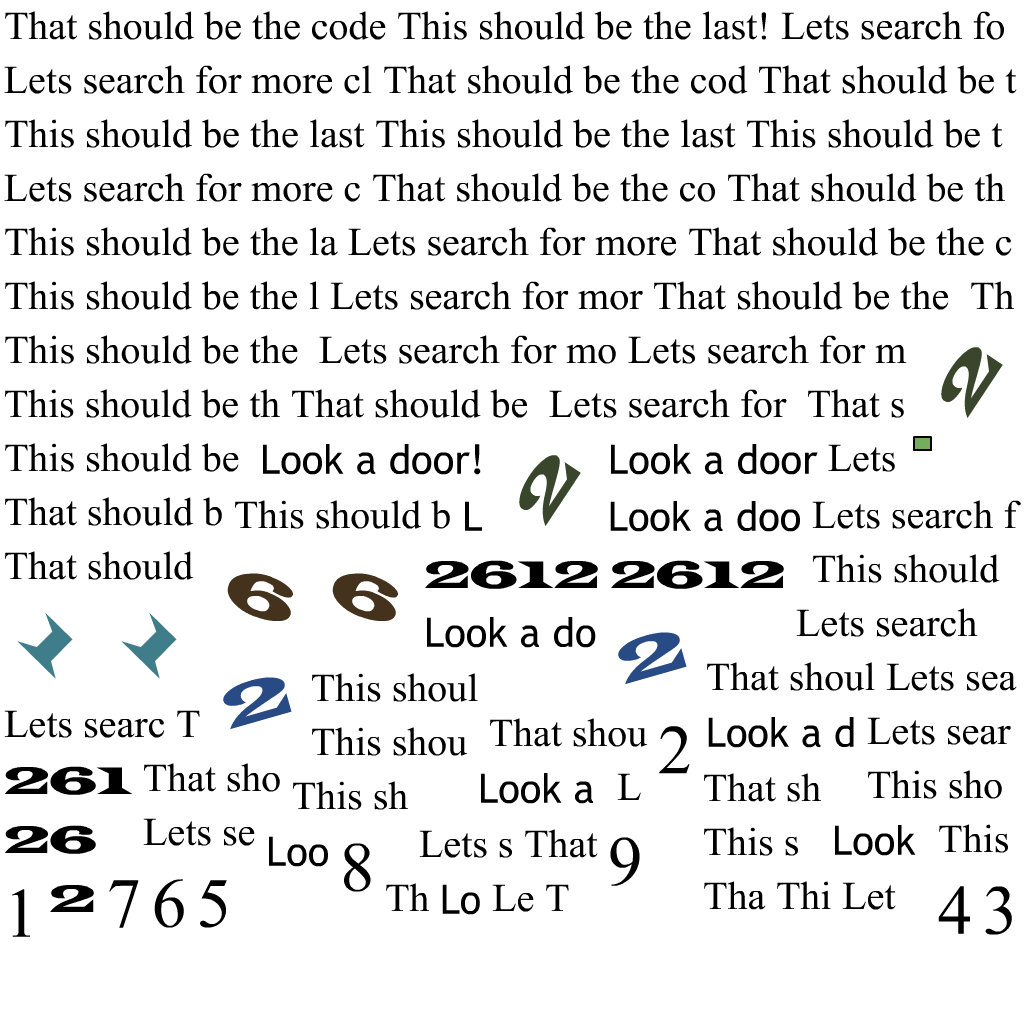 That should be the code This should be the last! Lets search fo
Lets search for more cl That should be the cod That should be t
This should be the last This should be the last This should be t
Lets search for more c That should be the co That should be th
This should be the la Lets search for more That should be the c
This should be the l Lets search for mor That should be the Th
This should be the Lets search for mo Lets search for m 2
This should be th That should be Lets search for That s
This should be Look a door! 2 Look a door Lets
That should b This should b L Look a doo Lets search f
That should 6 6 2612 2612 This should
1 1 Look a do 2 Lets search
2 This shoul That shoul Lets sea
Lets searc T This shou That shou 2 Look a d Lets sear
261 That sho This sh Look a L That sh This sho
26 Lets se Loo 8 Lets s That 9 This s Look This
1 2 7 6 5 Th Lo Le T Tha Thi Let 4 3